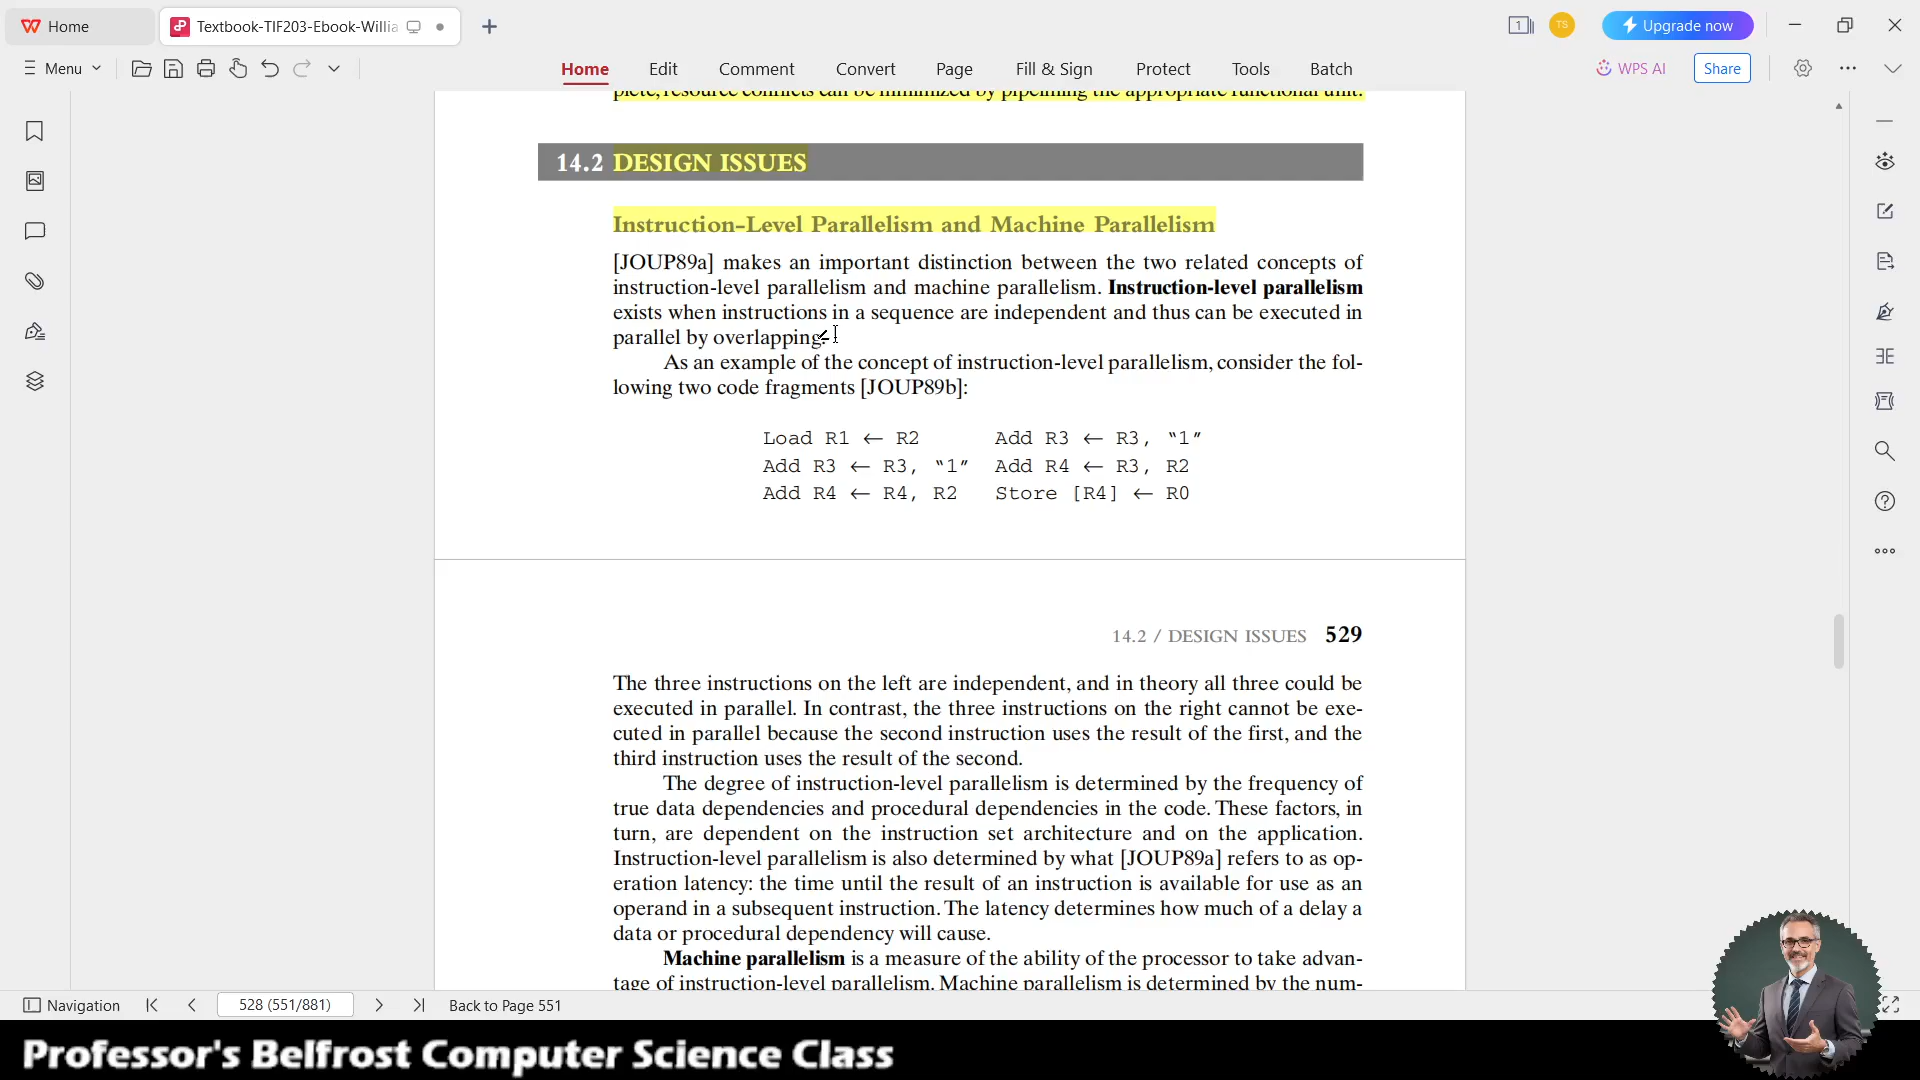 Home
Textbook-TIF203-Ebook-Willia
1
TS
Upgrade now
Menu
Home Edit Comment Convert Page Fill & Sign Protect Tools Batch
WPS AI
Share
plete, resource conflicts can be minimized by pipelining the appropriate functional unit.
14.2 DESIGN ISSUES
Instruction-Level Parallelism and Machine Parallelism
[JOUP89a] makes an important distinction between the two related concepts of
instruction-level parallelism and machine parallelism. Instruction-level parallelism
exists when instructions in a sequence are independent and thus can be executed in
parallel by overlapping.
As an example of the concept of instruction-level parallelism, consider the fol-
lowing two code fragments [JOUP89b]:
Load R1 ← R2 Add R3 ← R3, “1”
Add R3 ← R3, “1” Add R4 ← R3, R2
Add R4 ← R4, R2 Store [R4] ← R0
14.2 / DESIGN ISSUES 529
The three instructions on the left are independent, and in theory all three could be
executed in parallel. In contrast, the three instructions on the right cannot be exe-
cuted in parallel because the second instruction uses the result of the first, and the
third instruction uses the result of the second.
The degree of instruction-level parallelism is determined by the frequency of
true data dependencies and procedural dependencies in the code. These factors, in
turn, are dependent on the instruction set architecture and on the application.
Instruction-level parallelism is also determined by what [JOUP89a] refers to as op-
eration latency: the time until the result of an instruction is available for use as an
operand in a subsequent instruction. The latency determines how much of a delay a
data or procedural dependency will cause.
Machine parallelism is a measure of the ability of the processor to take advan-
tage of instruction-level parallelism. Machine parallelism is determined by the num-
Navigation
528 (551/881)
Back to Page 551
Professor's Belfrost Computer Science Class